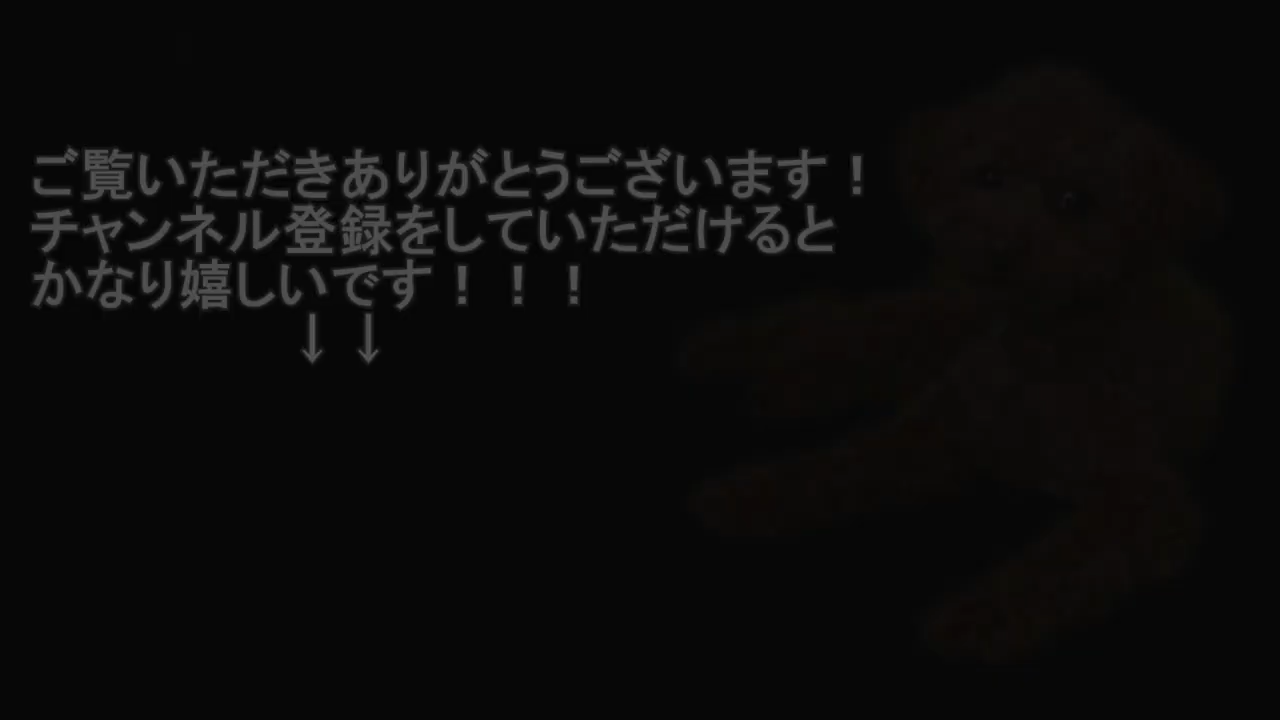 ご覧いただきありがとうございます！
チャンネル登録をしていただけると
かなり嬉しいです！！！
↓↓